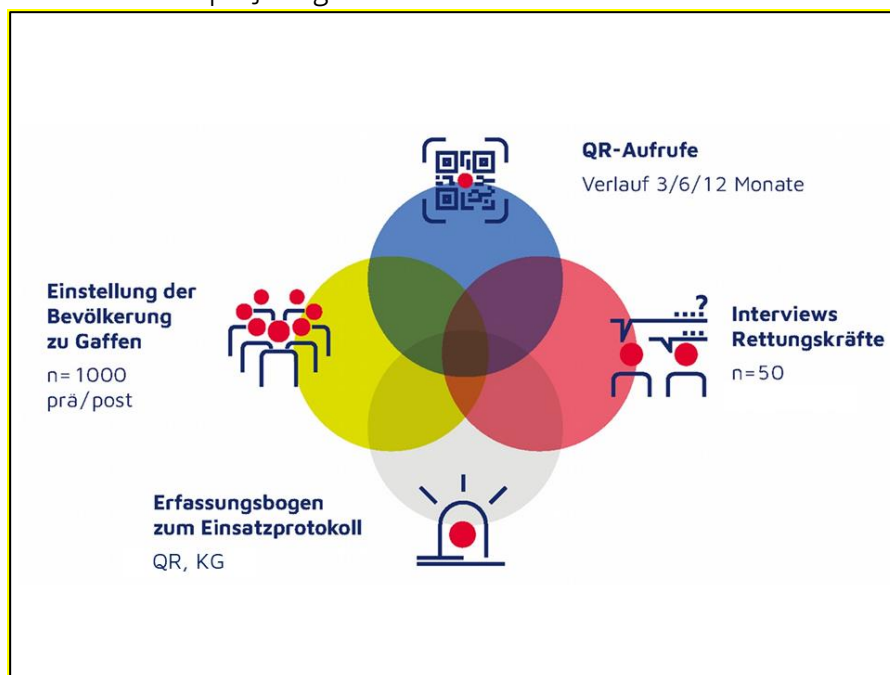 QR-Aufrufe
Verlauf 3/6/12 Monate
Einstellung der
Bevölkerung
zu Gaffen
n=1000
prä/post
Interviews
Rettungskräfte
n=50
Erfassungsbogen
zum Einsatzprotokoll
QR, KG